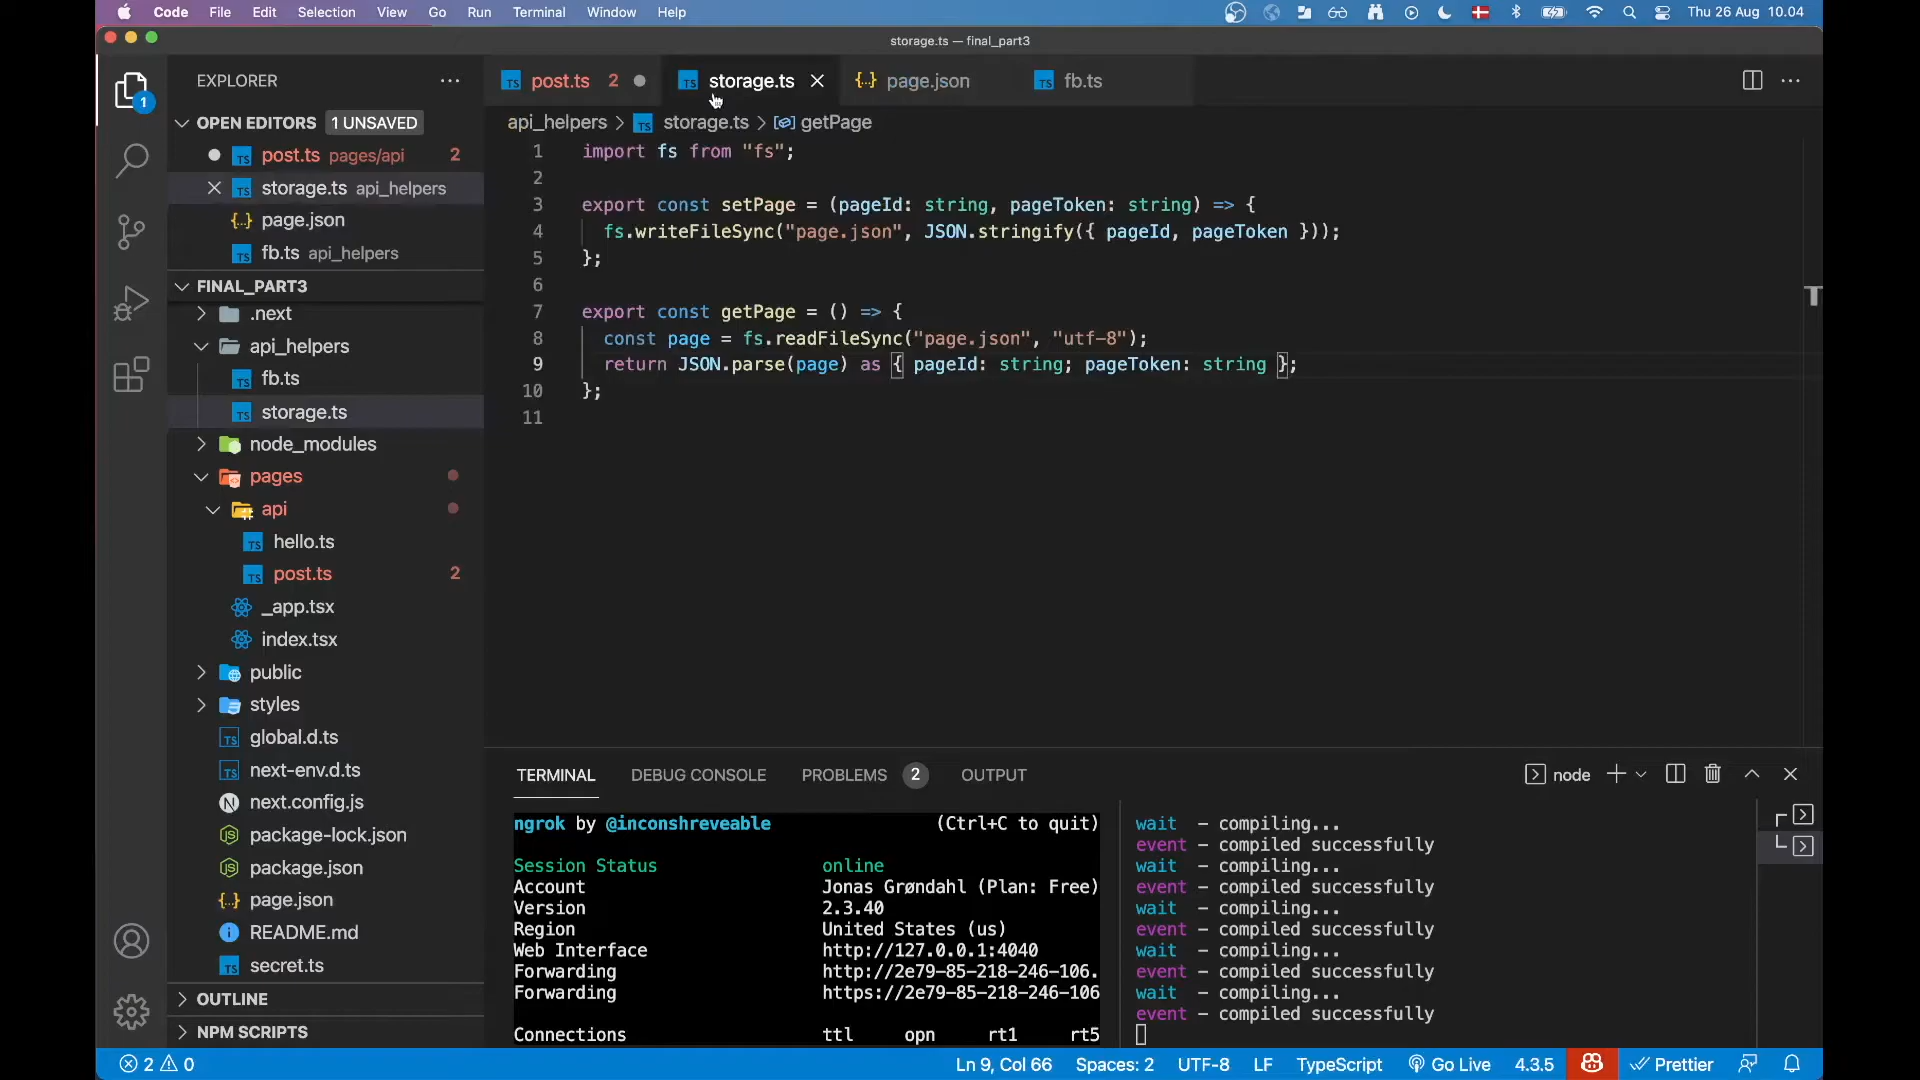 Code File Edit Selection View Go Run Terminal Window Help Thu 26 Aug 10.04
storage.ts — final_part3
EXPLORER
post.ts 2 storage.ts page.json fb.ts
OPEN EDITORS 1 UNSAVED
post.ts pages/api 2
storage.ts api_helpers
page.json
fb.ts api_helpers
FINAL_PART3
.next
api_helpers
fb.ts
storage.ts
node_modules
pages
api
hello.ts
post.ts 2
_app.tsx
index.tsx
public
styles
global.d.ts
next-env.d.ts
next.config.js
package-lock.json
package.json
page.json
README.md
secret.ts
OUTLINE
NPM SCRIPTS
1
api_helpers > storage.ts > getPage
1 import fs from "fs";
2
3 export const setPage = (pageId: string, pageToken: string) => {
4 fs.writeFileSync("page.json", JSON.stringify({ pageId, pageToken }));
5 };
6
7 export const getPage = () => {
8 const page = fs.readFileSync("page.json", "utf-8");
9 return JSON.parse(page) as { pageId: string; pageToken: string };
10 };
11
TERMINAL DEBUG CONSOLE PROBLEMS 2 OUTPUT node
ngrok by @inconshreveable (Ctrl+C to quit)
Session Status online
Account Jonas Grøndahl (Plan: Free)
Version 2.3.40
Region United States (us)
Web Interface http://127.0.0.1:4040
Forwarding http://2e79-85-218-246-106.
Forwarding https://2e79-85-218-246-106
Connections ttl opn rt1 rt5
wait - compiling...
event - compiled successfully
wait - compiling...
event - compiled successfully
wait - compiling...
event - compiled successfully
wait - compiling...
event - compiled successfully
wait - compiling...
event - compiled successfully
2 0 Ln 9, Col 66 Spaces: 2 UTF-8 LF TypeScript Go Live 4.3.5 Prettier